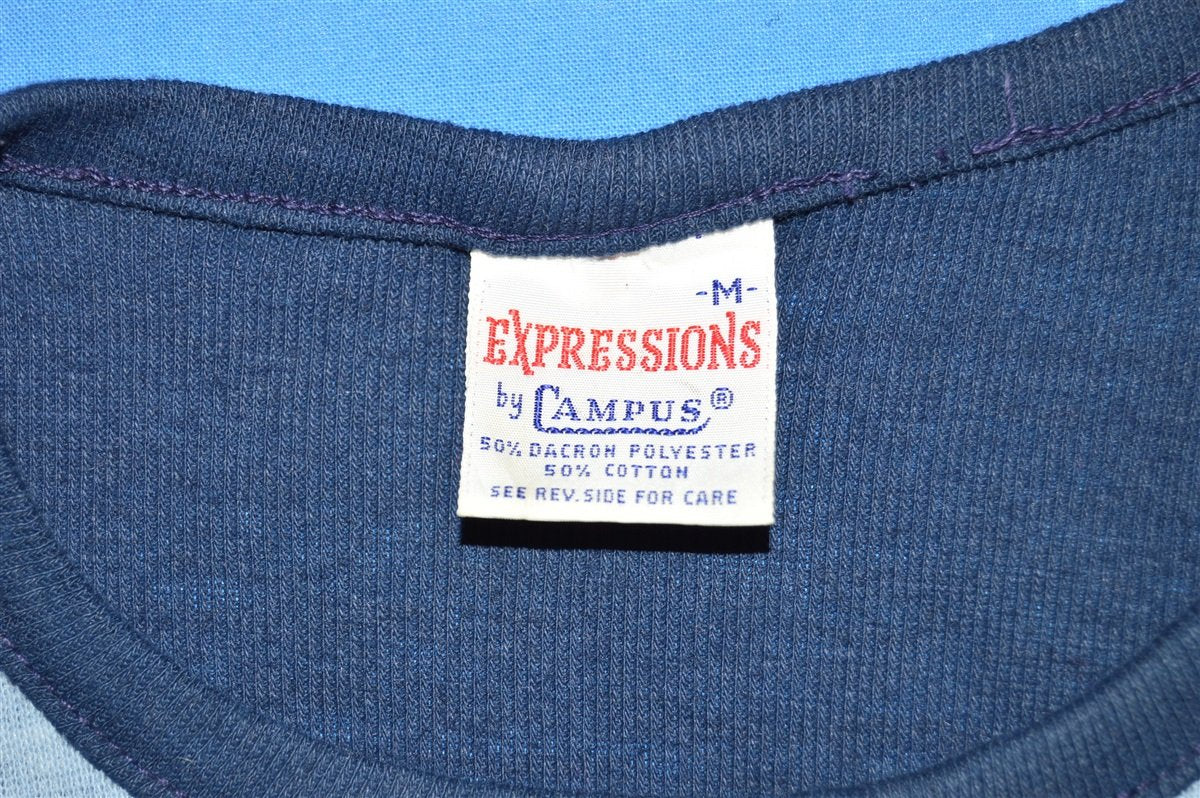 -M-
EXPRESSIONS
by CAMPUS®
50% DACRON POLYESTER
50% COTTON
SEE REV. SIDE FOR CARE